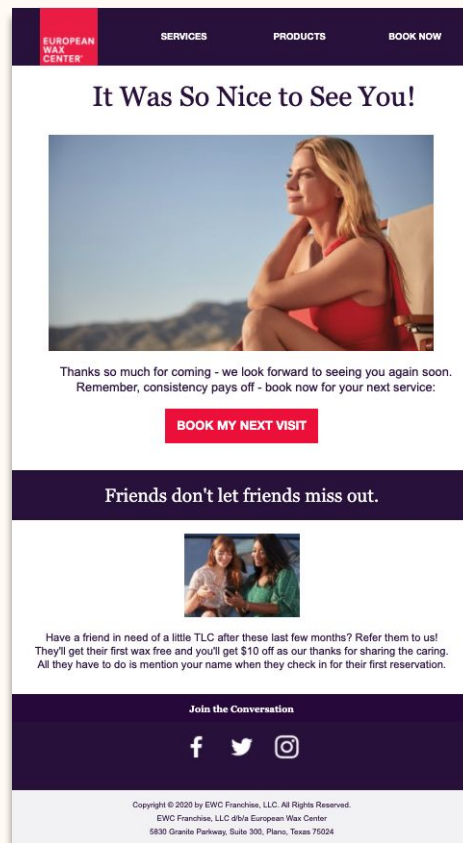 EUROPEAN
WAX
CENTER®
SERVICES
PRODUCTS
BOOK NOW
It Was So Nice to See You!
Thanks so much for coming - we look forward to seeing you again soon.
Remember, consistency pays off - book now for your next service:
BOOK MY NEXT VISIT
Friends don't let friends miss out.
Have a friend in need of a little TLC after these last few months? Refer them to us!
They'll get their first wax free and you'll get $10 off as our thanks for sharing the caring.
All they have to do is mention your name when they check in for their first reservation.
Join the Conversation
Copyright © 2020 by EWC Franchise, LLC. All Rights Reserved.
EWC Franchise, LLC d/b/a European Wax Center
5830 Granite Parkway, Suite 300, Plano, Texas 75024